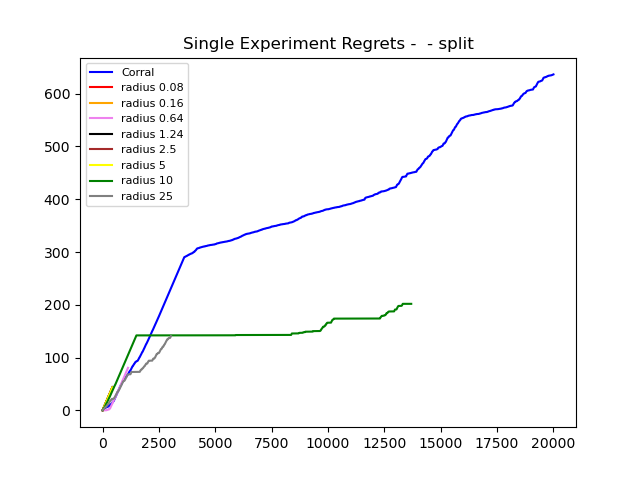 Single Experiment Regrets -  - split
Corral
radius 0.08
radius 0.16
radius 0.64
radius 1.24
radius 2.5
radius 5
radius 10
radius 25
600
500
400
300
200
100
0
0 2500 5000 7500 10000 12500 15000 17500 20000